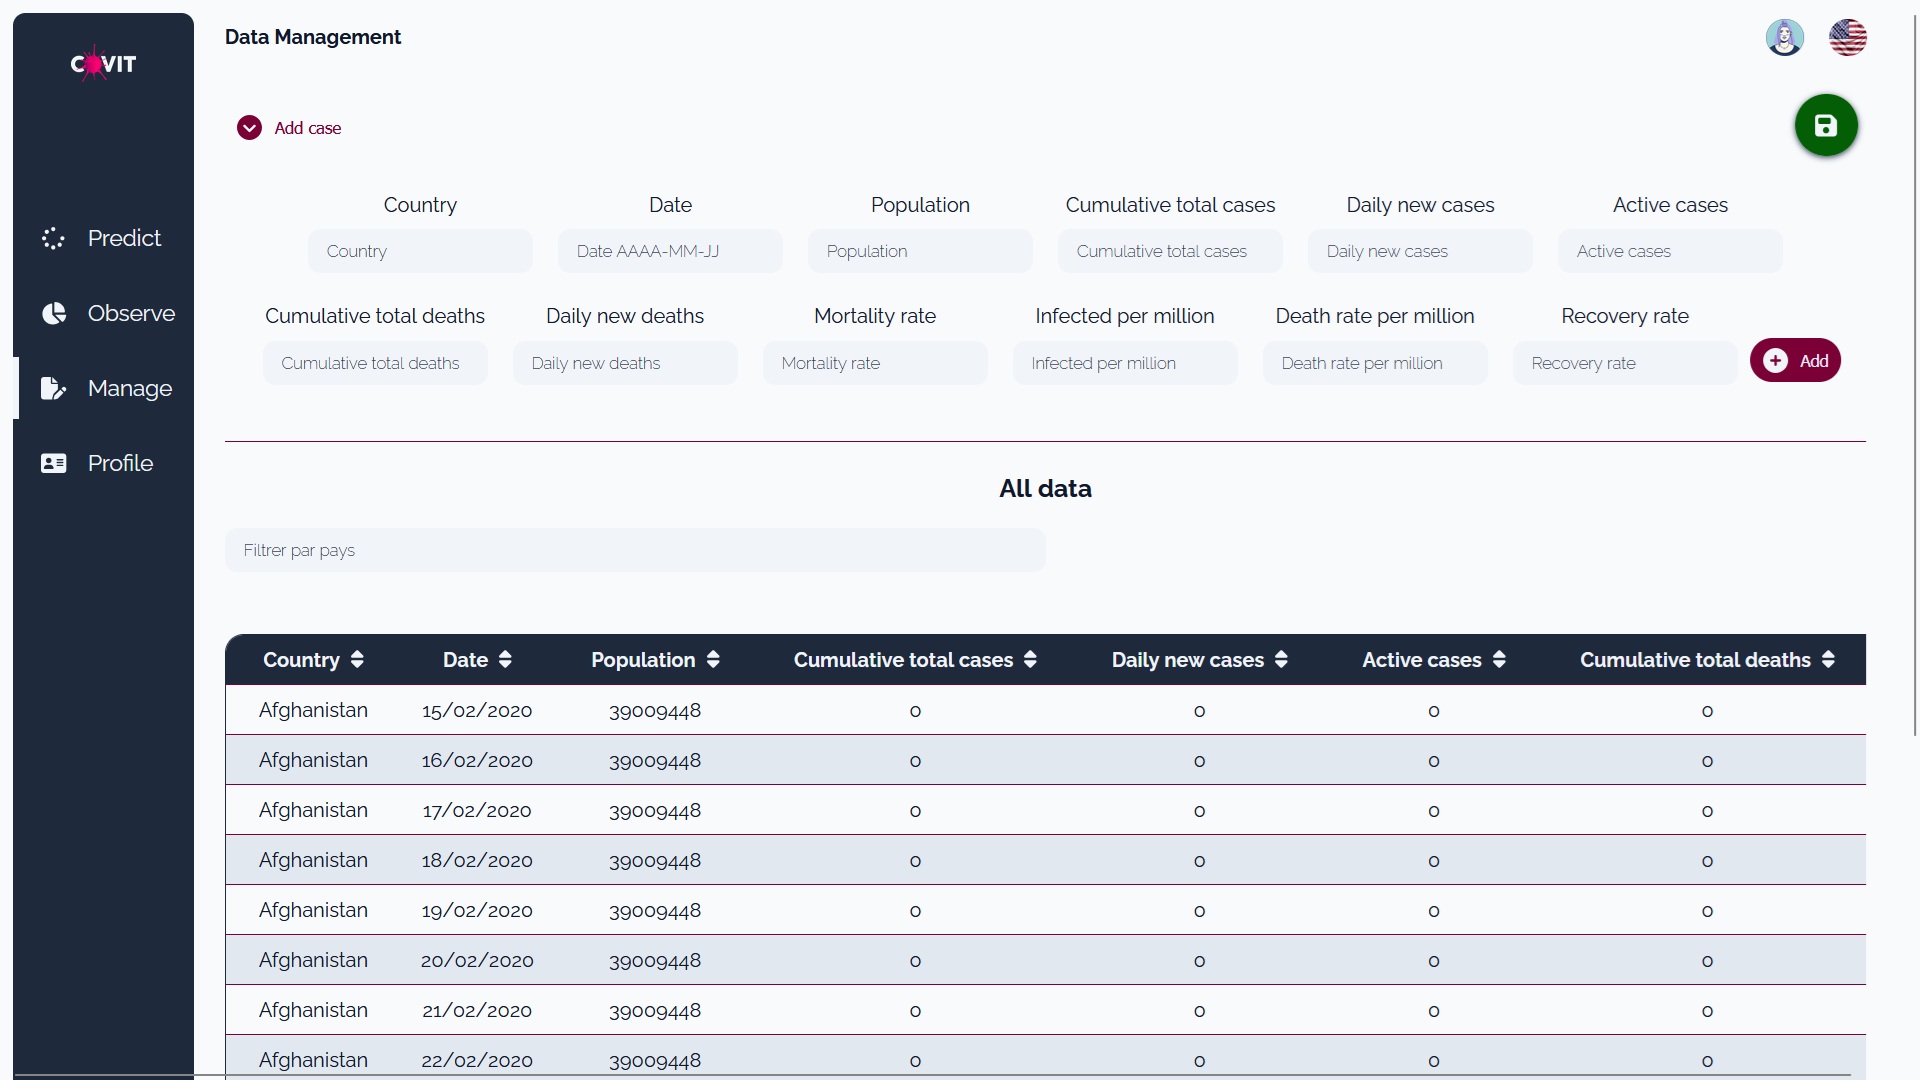 COVIT
Data Management
Add case
Predict
Observe
Manage
Profile
Country Date Population Cumulative total cases Daily new cases Active cases
Country Date AAAA-MM-JJ Population Cumulative total cases Daily new cases Active cases
Cumulative total deaths Daily new deaths Mortality rate Infected per million Death rate per million Recovery rate
Cumulative total deaths Daily new deaths Mortality rate Infected per million Death rate per million Recovery rate Add
All data
Filtrer par pays
Country Date Population Cumulative total cases Daily new cases Active cases Cumulative total deaths
Afghanistan 15/02/2020 39009448 0 0 0 0
Afghanistan 16/02/2020 39009448 0 0 0 0
Afghanistan 17/02/2020 39009448 0 0 0 0
Afghanistan 18/02/2020 39009448 0 0 0 0
Afghanistan 19/02/2020 39009448 0 0 0 0
Afghanistan 20/02/2020 39009448 0 0 0 0
Afghanistan 21/02/2020 39009448 0 0 0 0
Afghanistan 22/02/2020 39009448 0 0 0 0